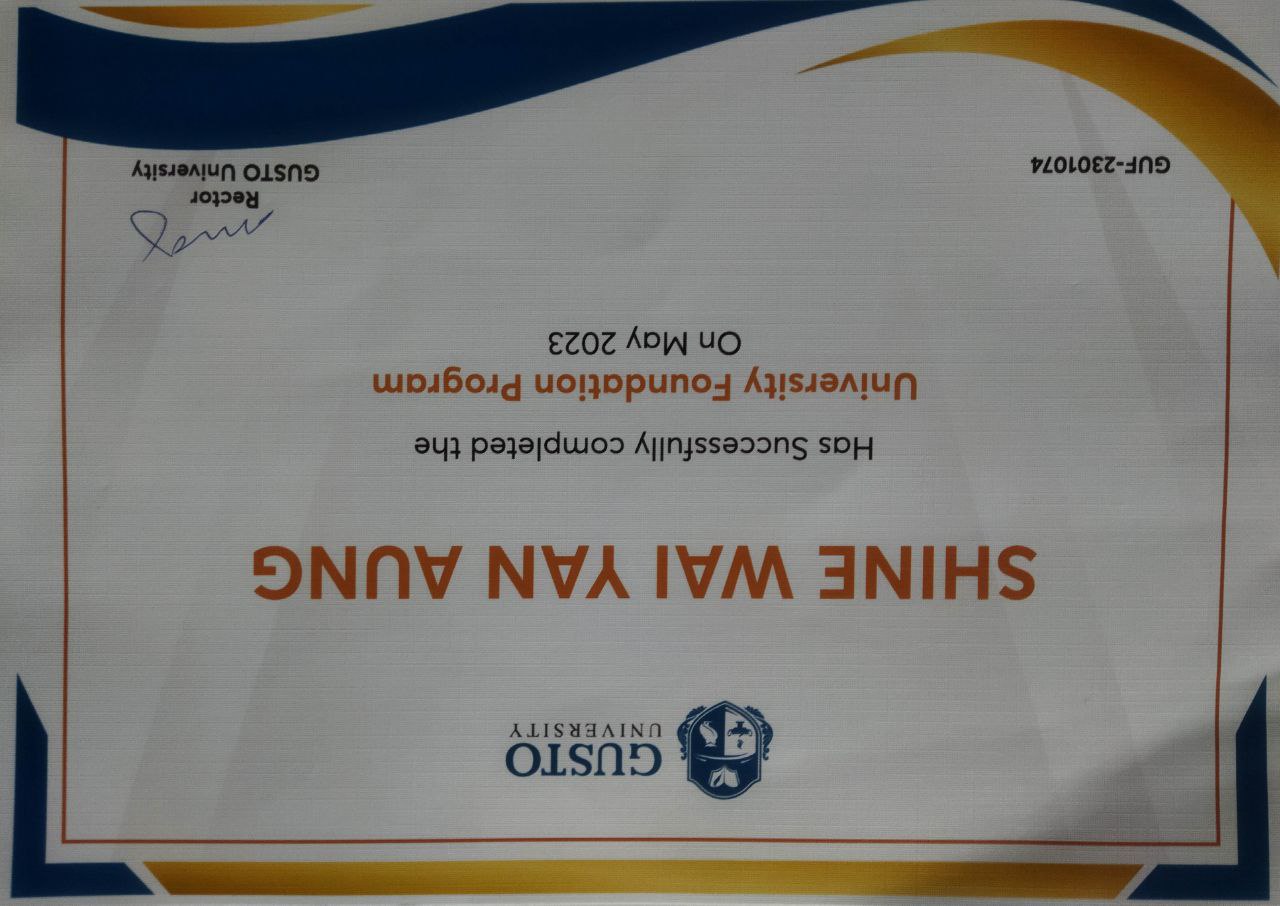 GUSTO
UNIVERSITY
SHINE WAI YAN AUNG
Has Successfully completed the
University Foundation Program
On May 2023
Rector
GUSTO University
GUF-2301074